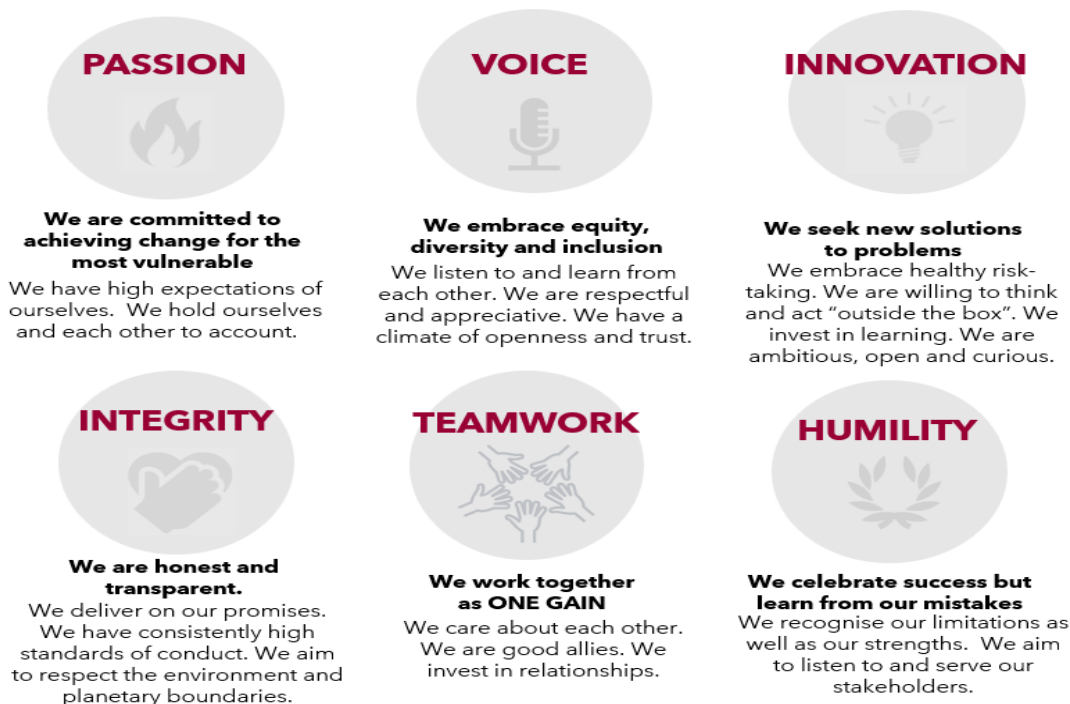 PASSION
We are committed to
achieving change for the
most vulnerable
We have high expectations of
ourselves.  We hold ourselves
and each other to account.
VOICE
We embrace equity,
diversity and inclusion
We listen to and learn from
each other. We are respectful
and appreciative. We have a
climate of openness and trust.
INNOVATION
We seek new solutions
to problems
We embrace healthy risk-
taking. We are willing to think
and act “outside the box”. We
invest in learning. We are
ambitious, open and curious.
INTEGRITY
We are honest and
transparent.
We deliver on our promises.
We have consistently high
standards of conduct. We aim
to respect the environment and
planetary boundaries.
TEAMWORK
We work together
as ONE GAIN
We care about each other.
We are good allies. We
invest in relationships.
HUMILITY
We celebrate success but
learn from our mistakes
We recognise our limitations as
well as our strengths.  We aim
to listen to and serve our
stakeholders.